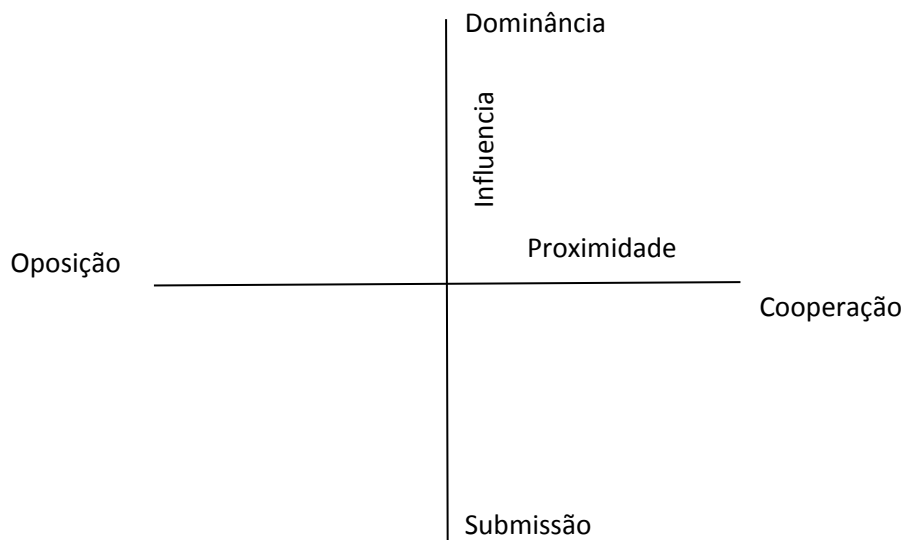 Dominância
Influencia
Proximidade
Oposição
Cooperação
Submissão